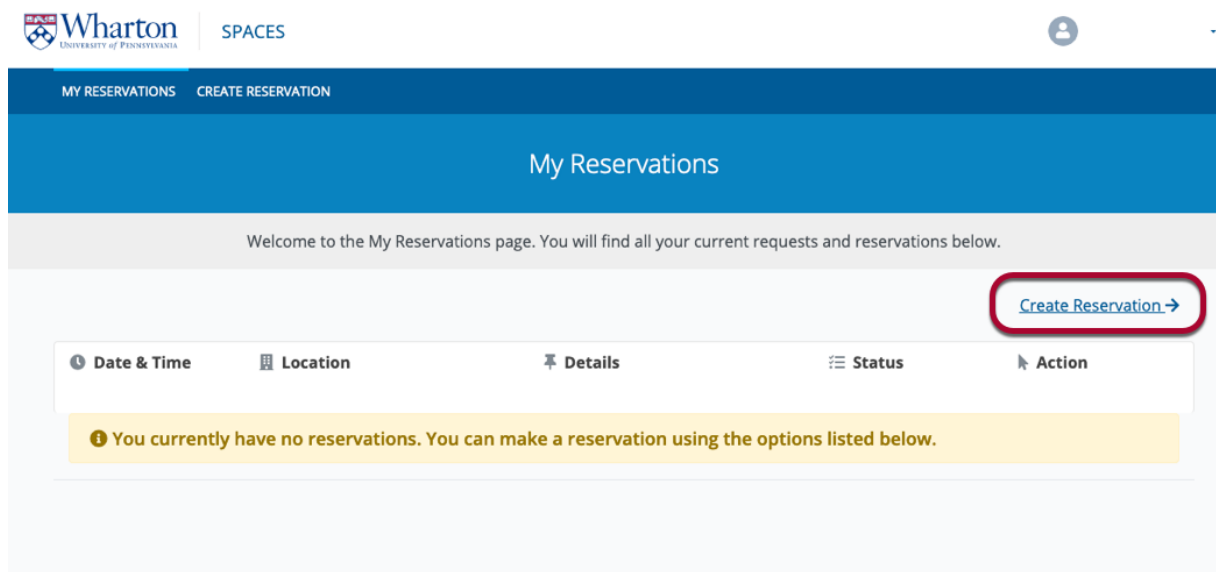 Wharton
UNIVERSITY of PENNSYLVANIA
SPACES
MY RESERVATIONS CREATE RESERVATION
My Reservations
Welcome to the My Reservations page. You will find all your current requests and reservations below.
Create Reservation
Date & Time Location Details Status Action
You currently have no reservations. You can make a reservation using the options listed below.